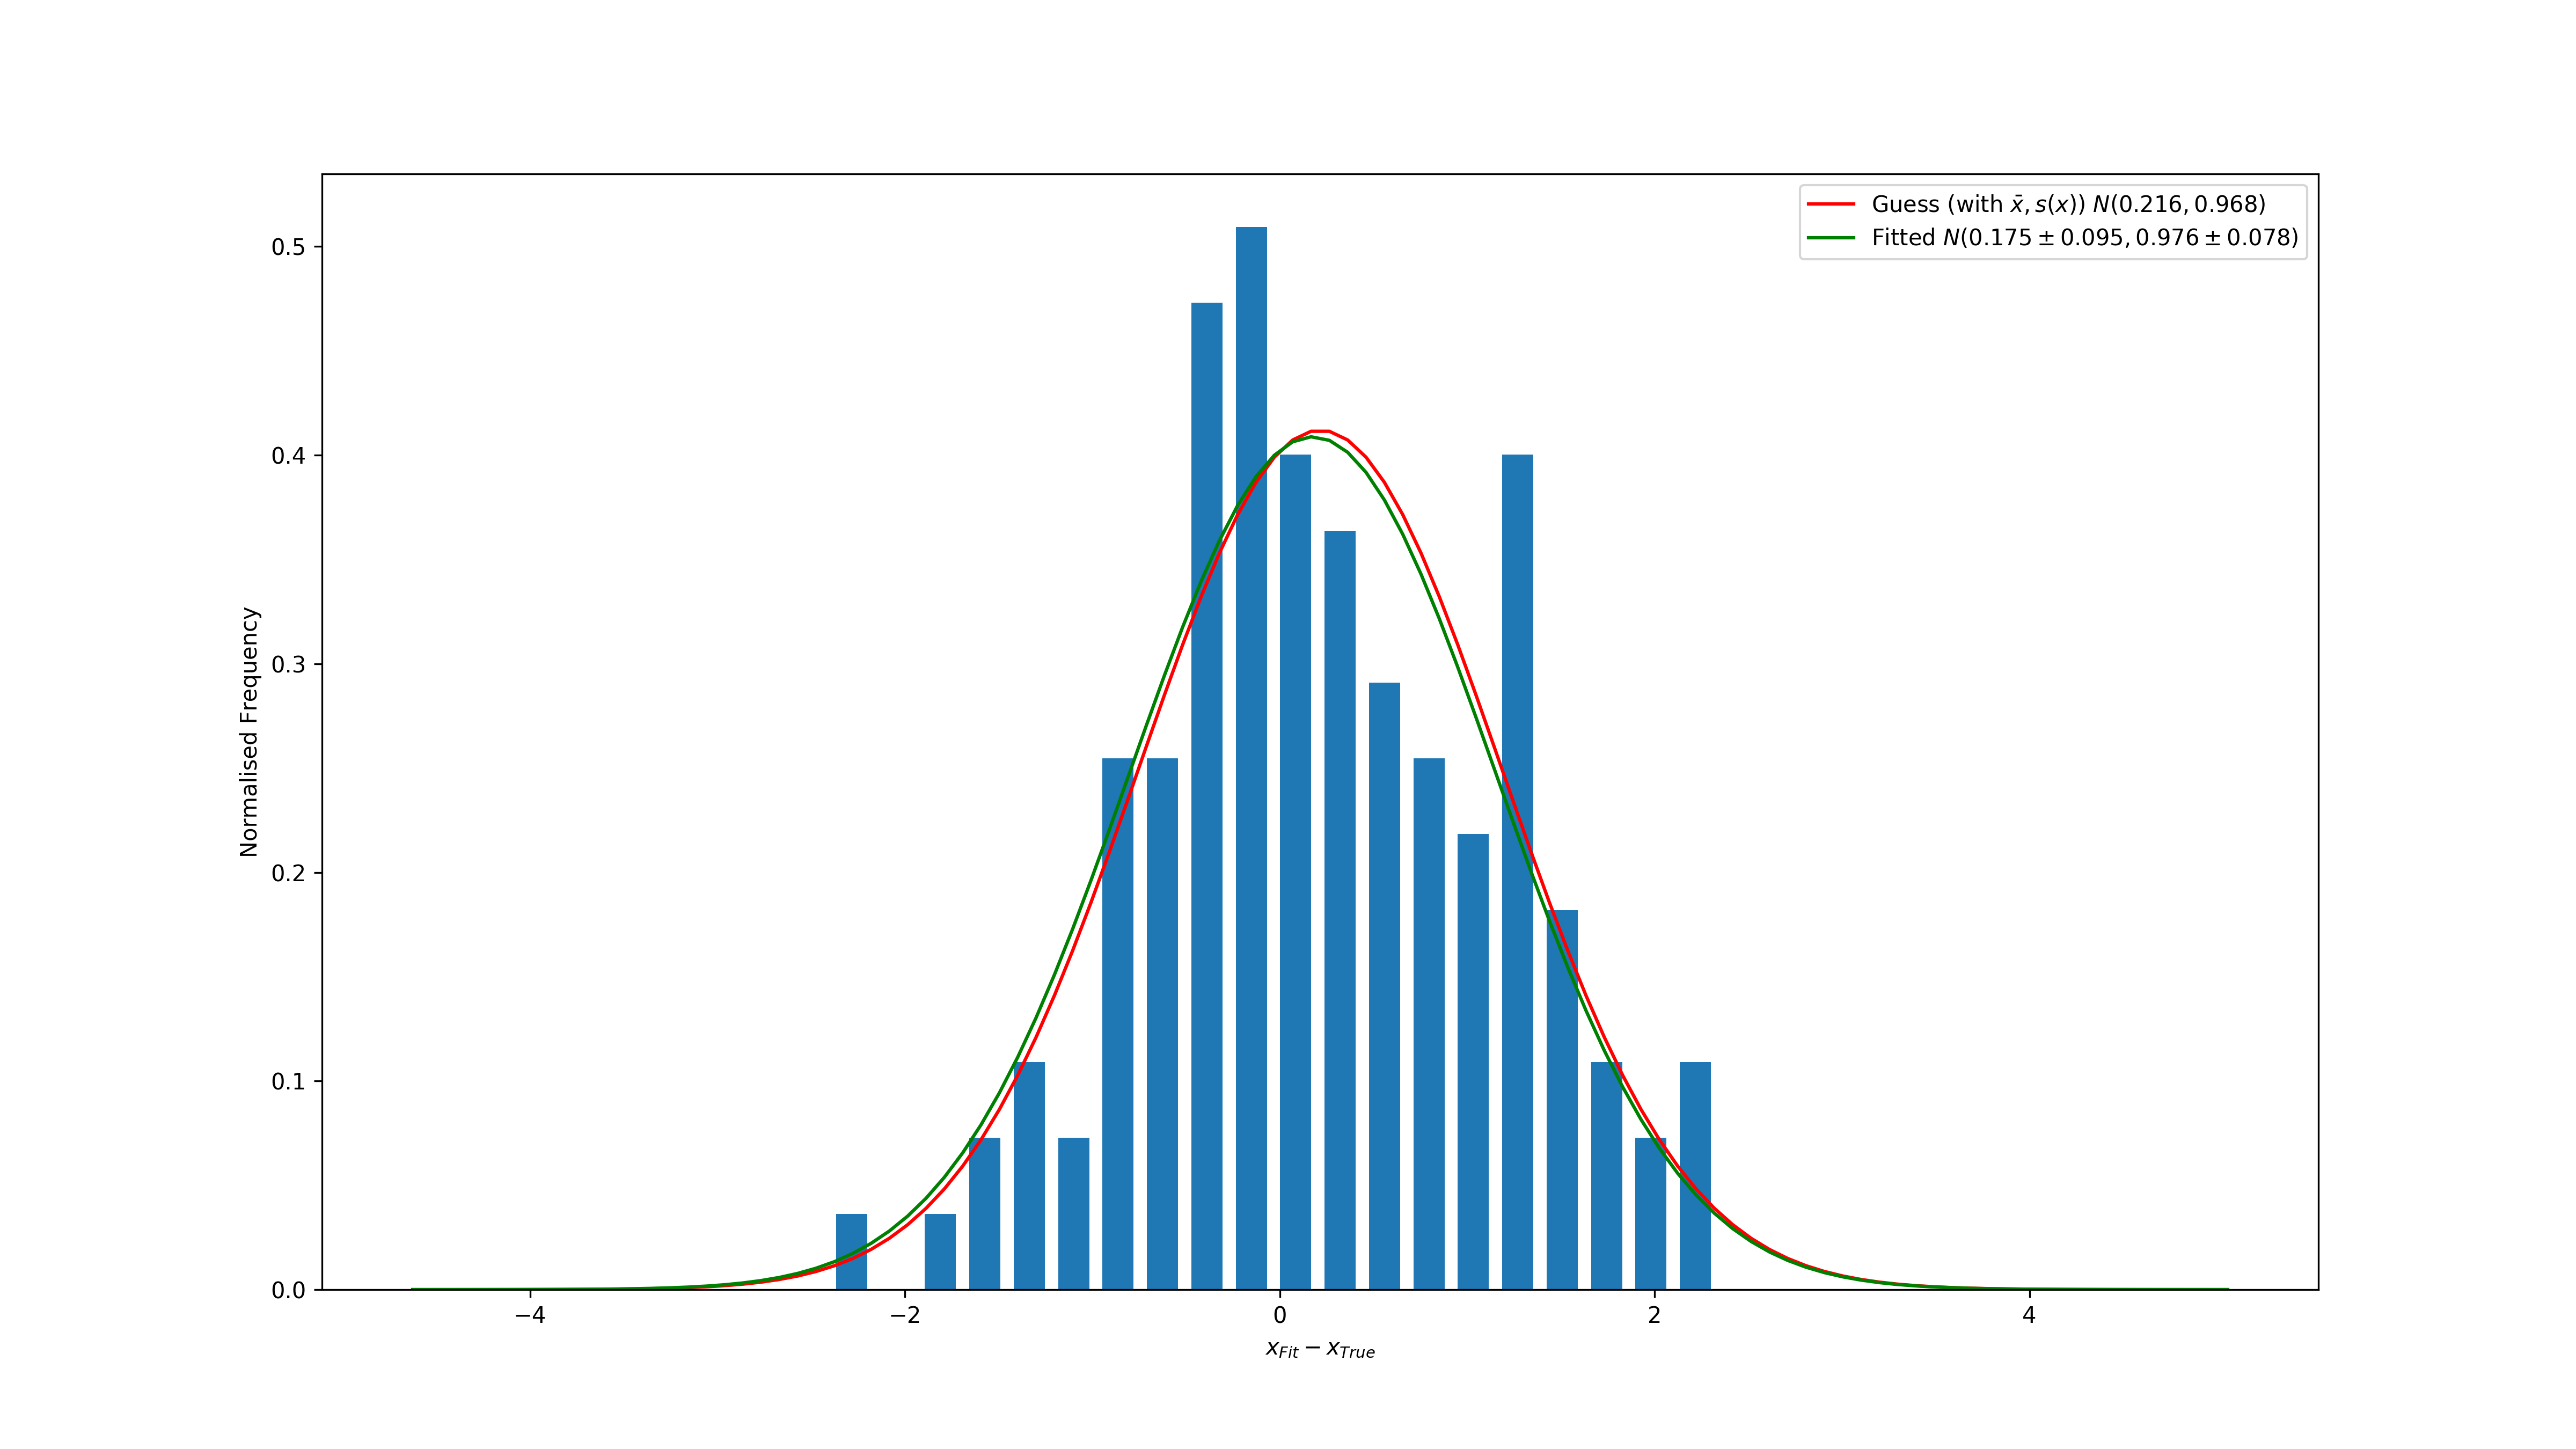 Guess (with x̄, s(x)) N(0.216, 0.968)
Fitted N(0.175 ± 0.095, 0.976 ± 0.078)
Normalised Frequency
0.5
0.4
0.3
0.2
0.1
0.0
−4
−2
0
2
4
x_Fit − x_True